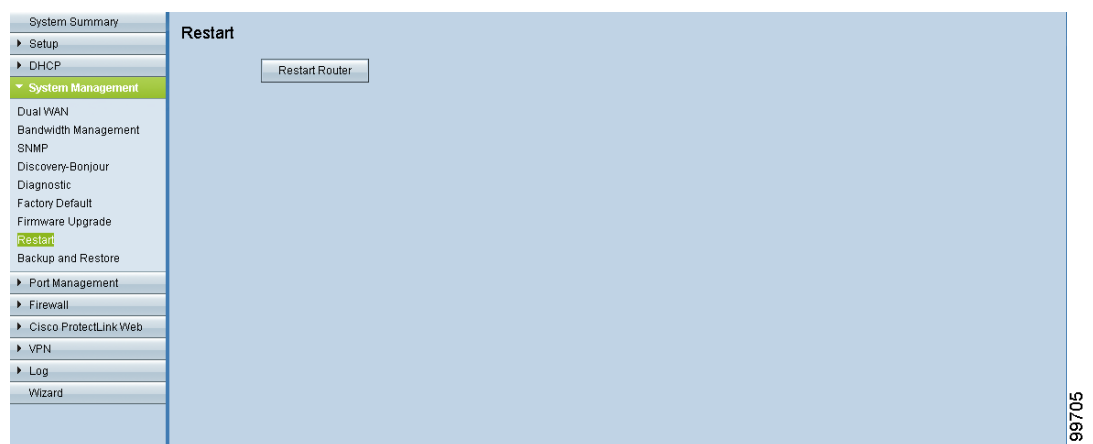 System Summary
Setup
DHCP
System Management
Dual WAN
Bandwidth Management
SNMP
Discovery-Bonjour
Diagnostic
Factory Default
Firmware Upgrade
Restart
Backup and Restore
Port Management
Firewall
Cisco ProtectLink Web
VPN
Log
Wizard
Restart
Restart Router
99705